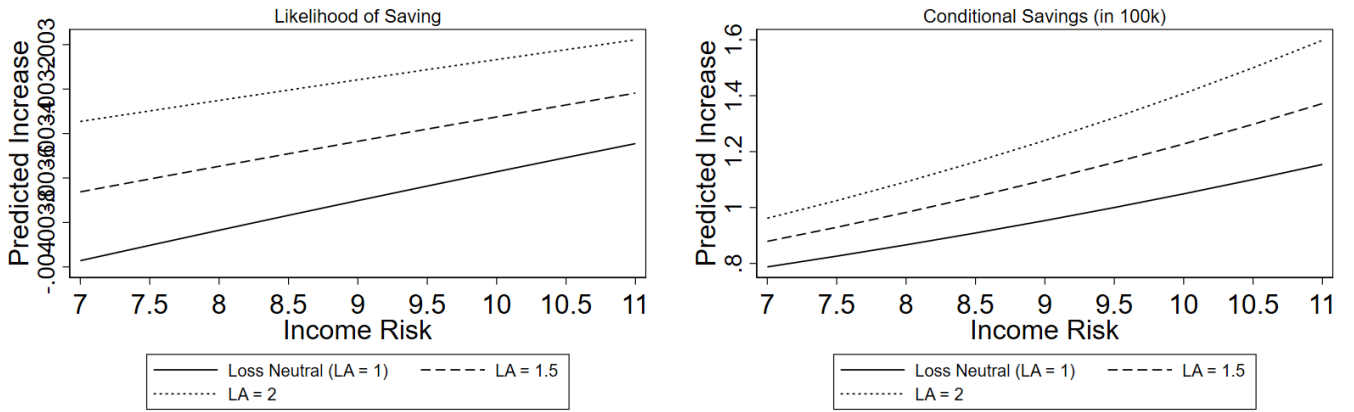 Likelihood of Saving
Predicted Increase
7 7.5 8 8.5 9 9.5 10 10.5 11
Income Risk
Loss Neutral (LA = 1) LA = 1.5
LA = 2
Conditional Savings (in 100k)
Predicted Increase
1.6
1.4
1.2
1
.8
7 7.5 8 8.5 9 9.5 10 10.5 11
Income Risk
Loss Neutral (LA = 1) LA = 1.5
LA = 2